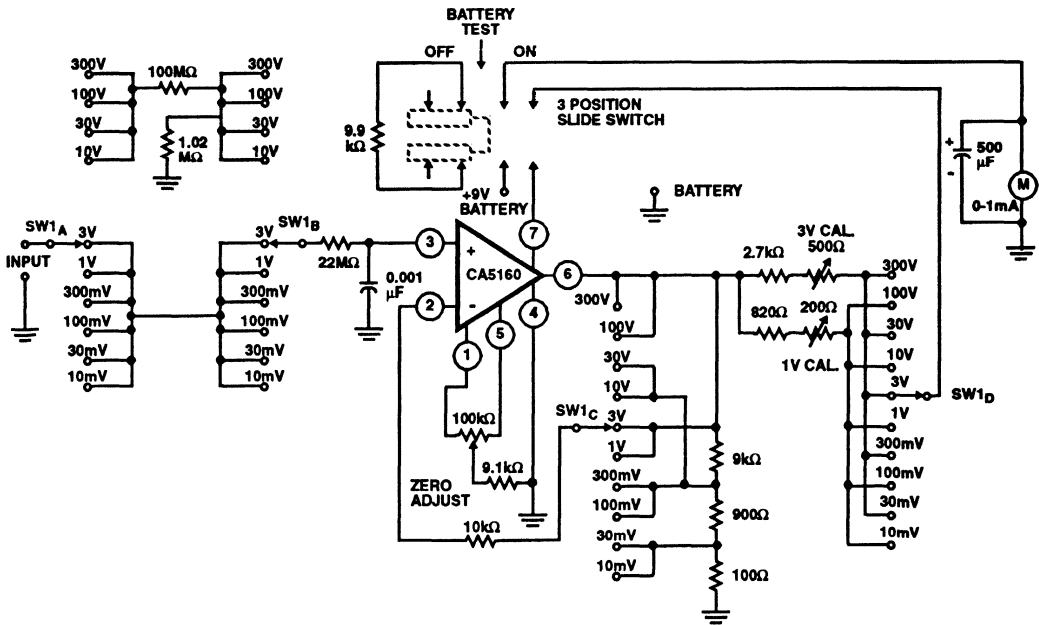 BATTERY
TEST
OFF
ON
3 POSITION
SLIDE SWITCH
9.9
kΩ
+9V
BATTERY
BATTERY
+
-
500
µF
M
0-1mA
300V
100V
30V
10V
100MΩ
1.02
MΩ
300V
100V
30V
10V
SW1A
INPUT
3V
1V
300mV
100mV
30mV
10mV
3V
1V
300mV
100mV
30mV
10mV
SW1B
22MΩ
0.001
µF
3
2
+
-
CA5160
7
6
4
5
1
100kΩ
9.1kΩ
ZERO
ADJUST
10kΩ
SW1C
300V
100V
30V
10V
3V
1V
300mV
100mV
30mV
10mV
9kΩ
900Ω
100Ω
2.7kΩ
3V CAL.
500Ω
820Ω
200Ω
1V CAL.
300V
100V
30V
10V
3V
1V
300mV
100mV
30mV
10mV
SW1D